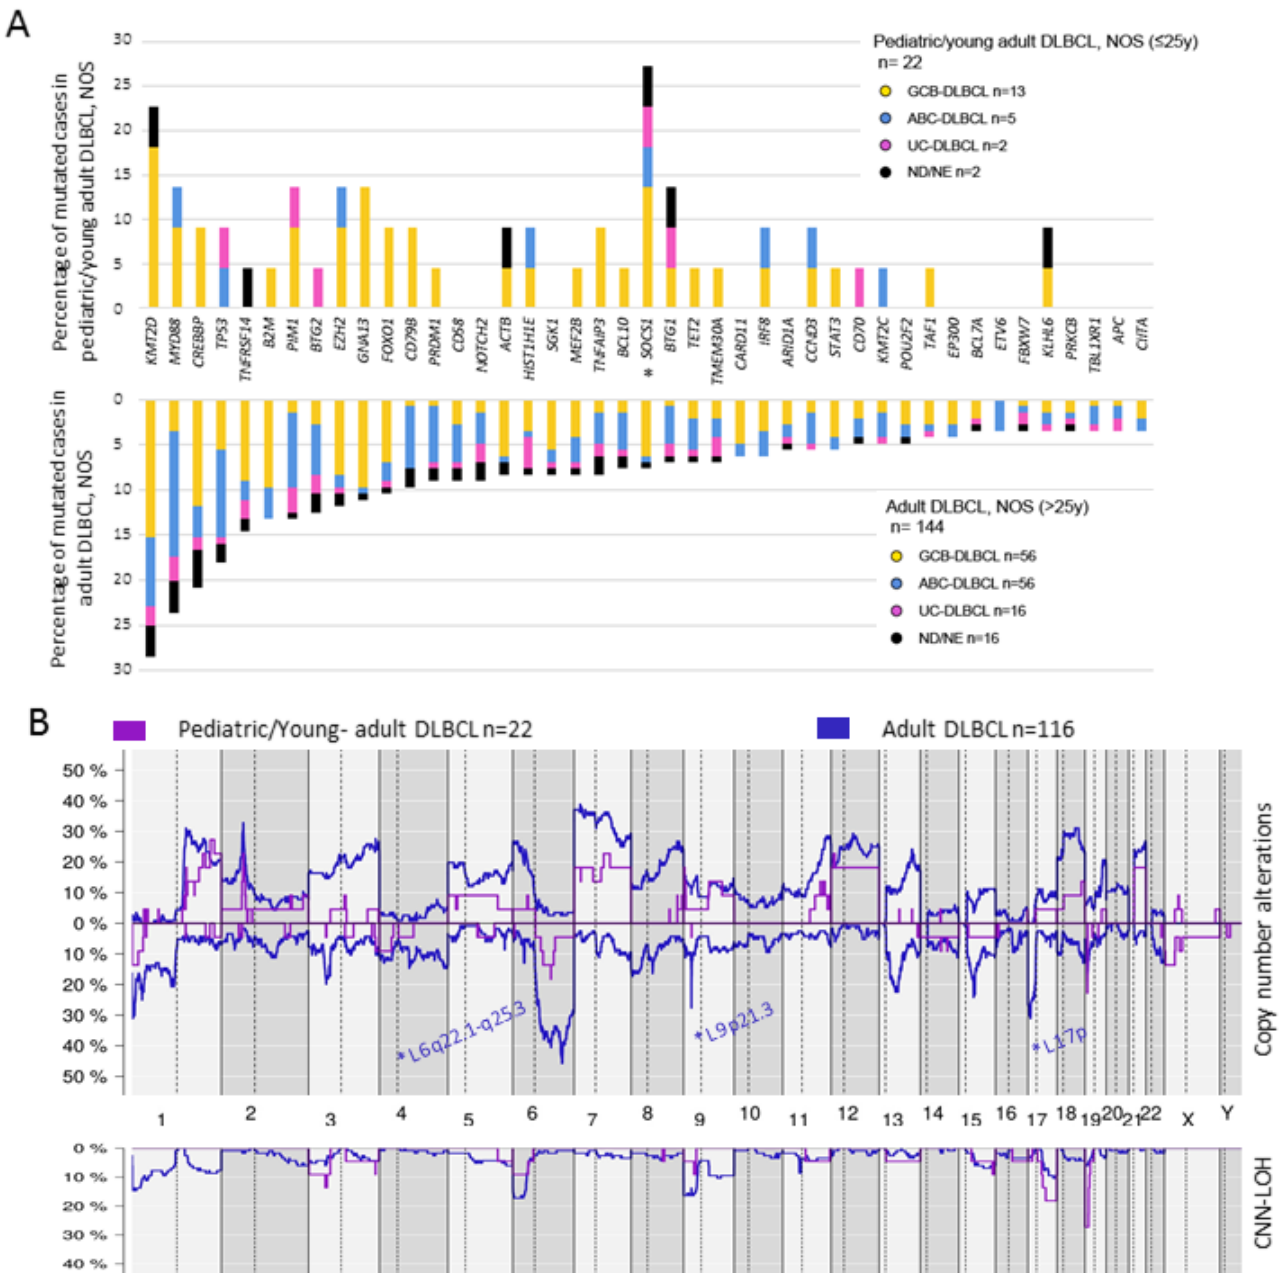 A
Percentage of mutated cases in
pediatric/young adult DLBCL, NOS
30
25
20
15
10
5
0
Pediatric/young adult DLBCL, NOS (≤25y)
n= 22
GCB-DLBCL n=13
ABC-DLBCL n=5
UC-DLBCL n=2
ND/NE n=2
KMT2D
MYD88
CREBBP
TP53
TNFRSF14
B2M
PIM1
BTG2
EZH2
GNA13
FOXO1
CD79B
PRDM1
CD58
NOTCH2
ACTB
HIST1H1E
SGK1
MEF2B
TNFAIP3
BCL10
* SOCS1
BTG1
TET2
TMEM30A
CARD11
IRF8
ARID1A
CCND3
STAT3
CD70
KMT2C
POU2F2
TAF1
EP300
BCL7A
ETV6
FBXW7
KLHL6
PRKCB
TBL1XR1
APC
CIITA
Percentage of mutated cases in
adult DLBCL, NOS
0
5
10
15
20
25
30
Adult DLBCL, NOS (>25y)
n= 144
GCB-DLBCL n=56
ABC-DLBCL n=56
UC-DLBCL n=16
ND/NE n=16
B
Pediatric/Young- adult DLBCL n=22
Adult DLBCL n=116
50 %
40 %
30 %
20 %
10 %
0 %
10 %
20 %
30 %
40 %
50 %
*L6q22.1-q25.3
*L9p21.3
*L17p
Copy number alterations
1 2 3 4 5 6 7 8 9 10 11 12 13 14 15 16 17 18 19 20 21 22 X Y
0 %
10 %
20 %
30 %
40 %
CNN-LOH